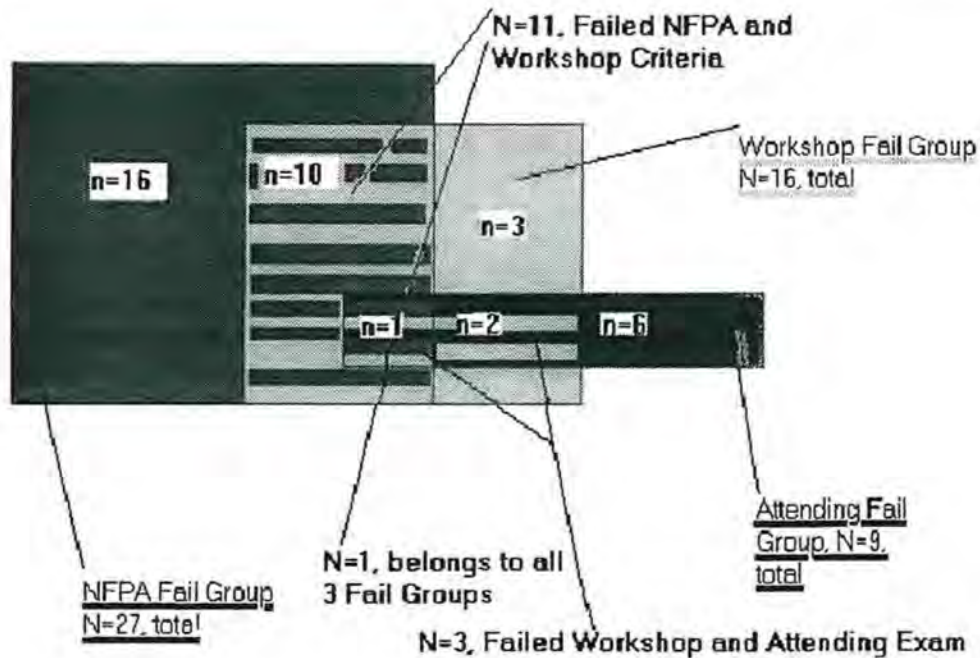 N=11, Failed NFPA and
Workshop Criteria
Workshop Fail Group
N=16, total
n=16
n=10
n=3
n=1
n=2
n=6
Attending Fail
Group, N=9,
total
N=1, belongs to all
3 Fail Groups
NFPA Fail Group
N=27, total
N=3, Failed Workshop and Attending Exam